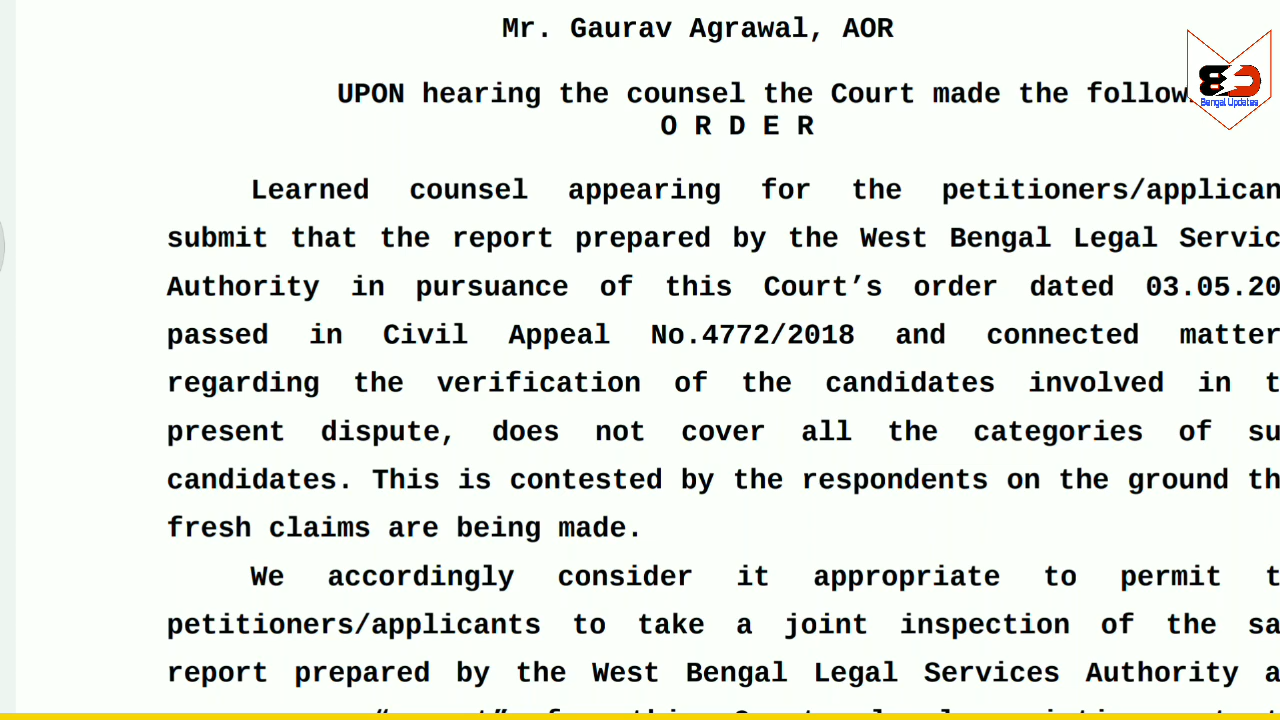 Mr. Gaurav Agrawal, AOR
UPON hearing the counsel the Court made the follow
Bengal Updates
O R D E R
Learned counsel appearing for the petitioners/applican
submit that the report prepared by the West Bengal Legal Servic
Authority in pursuance of this Court’s order dated 03.05.20
passed in Civil Appeal No.4772/2018 and connected matter
regarding the verification of the candidates involved in t
present dispute, does not cover all the categories of su
candidates. This is contested by the respondents on the ground th
fresh claims are being made.
We accordingly consider it appropriate to permit t
petitioners/applicants to take a joint inspection of the sa
report prepared by the West Bengal Legal Services Authority a